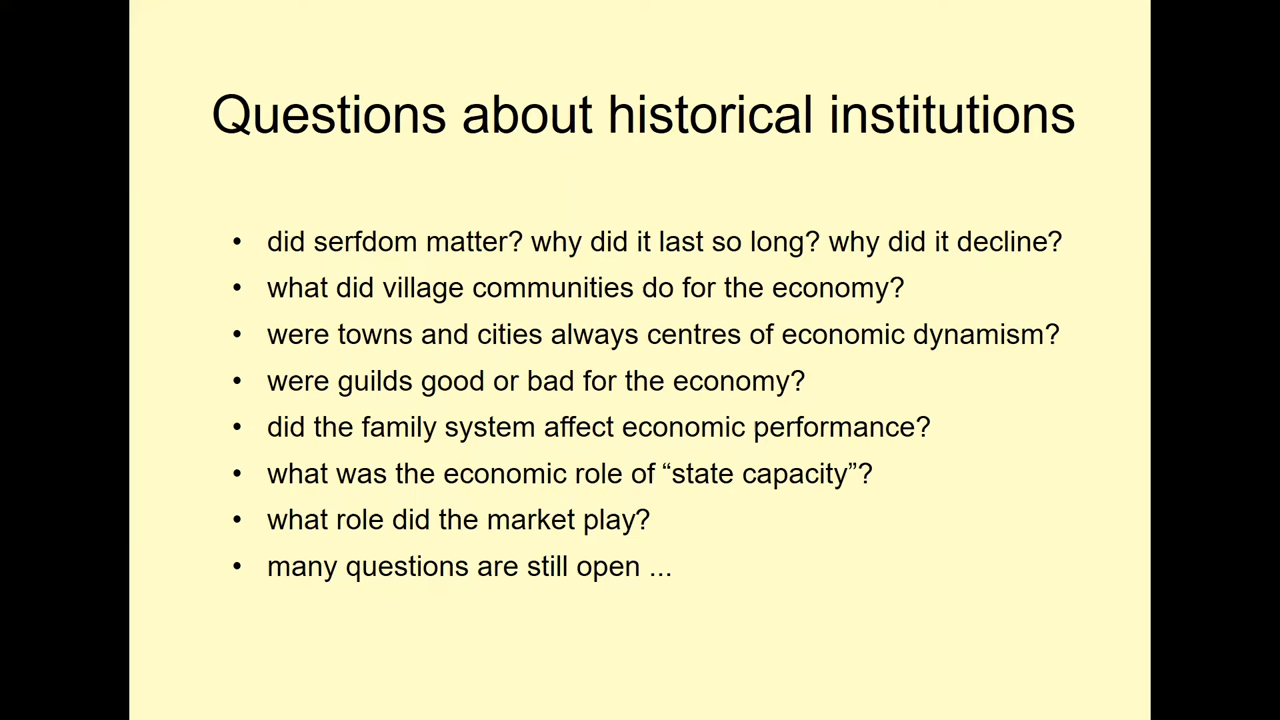 Questions about historical institutions
• did serfdom matter? why did it last so long? why did it decline?
• what did village communities do for the economy?
• were towns and cities always centres of economic dynamism?
• were guilds good or bad for the economy?
• did the family system affect economic performance?
• what was the economic role of “state capacity”?
• what role did the market play?
• many questions are still open ...